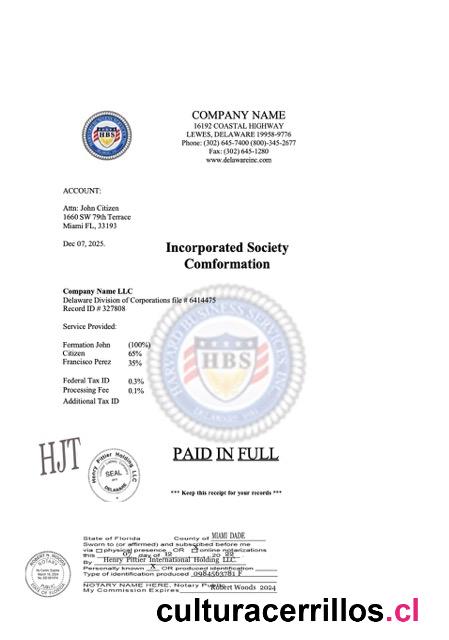 COMPANY NAME
16192 COASTAL HIGHWAY
LEWES, DELAWARE 19958-9776
Phone: (302) 645-7400 (800)-345-2677
Fax: (302) 645-1280
www.delawareinc.com
HBS
ACCOUNT:
Attn: John Citizen
1660 SW 79th Terrace
Miami FL, 33193
Dec 07, 2025.
Incorporated Society
Comformation
Company Name LLC
Delaware Division of Corporations file # 6414475
Record ID # 327808
Service Provided:
Formation John (100%)
Citizen 65%
Francisco Perez 35%
Federal Tax ID 0.3%
Processing Fee 0.1%
Additional Tax ID
HARVARD BUSINESS SERVICES, INC
HBS
HJT
Henry Pittier Holding LLC
SEAL
DELAWARE
PAID IN FULL
*** Keep this receipt for your records ***
State of Florida County of MIAMI DADE
Sworn to (or affirmed) and subscribed before me
via physical presence OR online notarizations
this 07 day of 12 20 22
By Henry Pittier International Holding LLC.
Personally known X OR produced identification
Type of identification produced 0984563781 F
NOTARY NAME HERE, Notary Public
My Commission Expires Robert Woods 2024
ROBERT N. WOODS
NOTARY
STATE OF FLORIDA
culturacerrillos.cl